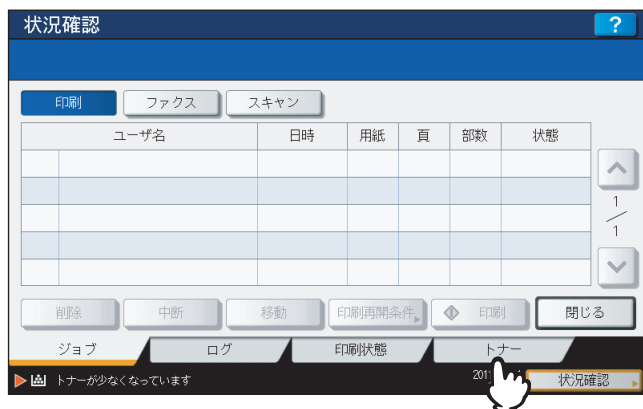 状況確認 ?
印刷 ファクス スキャン
ユーザ名 日時 用紙 頁 部数 状態
1
1
削除 中断 移動 印刷再開条件 印刷 閉じる
ジョブ ログ 印刷状態 トナー
トナーが少なくなっています 状況確認